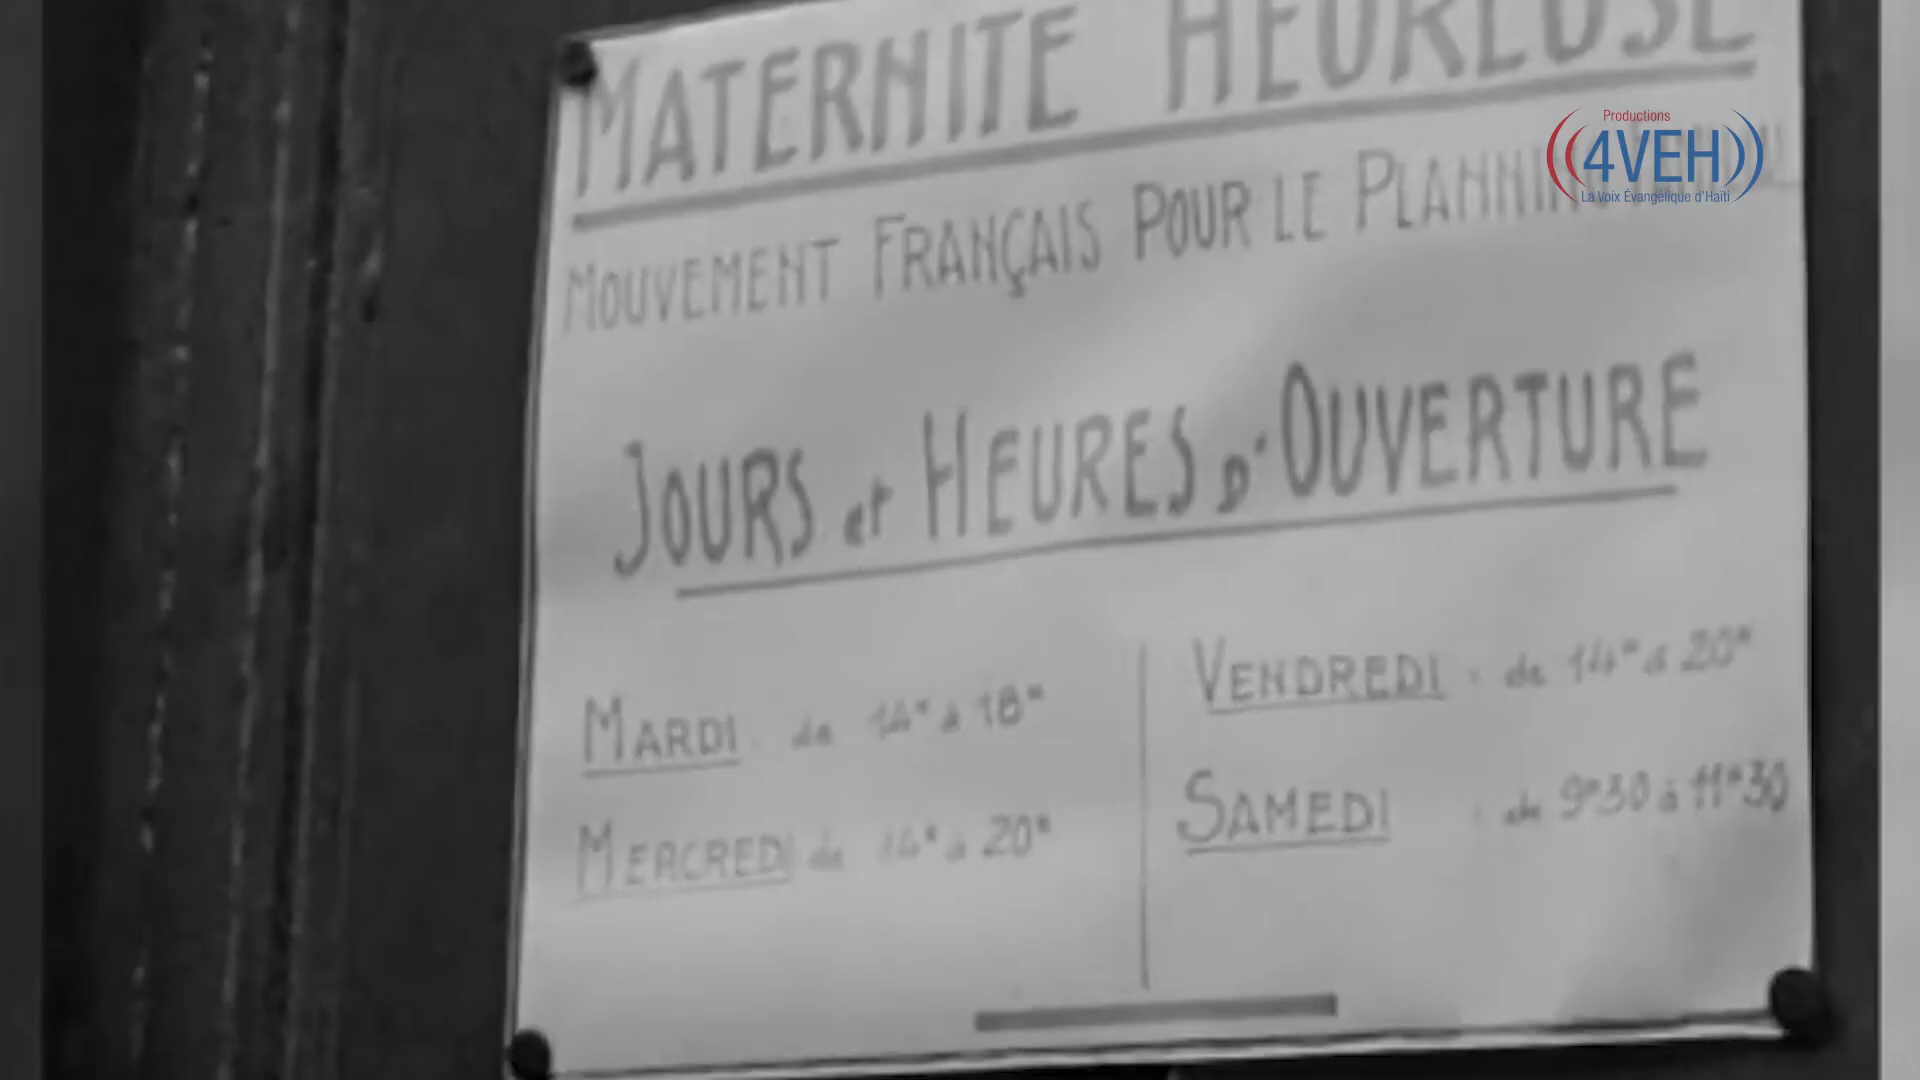 MATERNITE HEUREUSE
Productions
4VEH
La Voix Évangélique d'Haïti
MOUVEMENT FRANÇAIS POUR LE
JOURS et HEURES D'OUVERTURE
MARDI de 14H à 18H
MERCREDI de 14H à 20H
VENDREDI : de 14H à 20H
SAMEDI : de 9H30 à 11H30